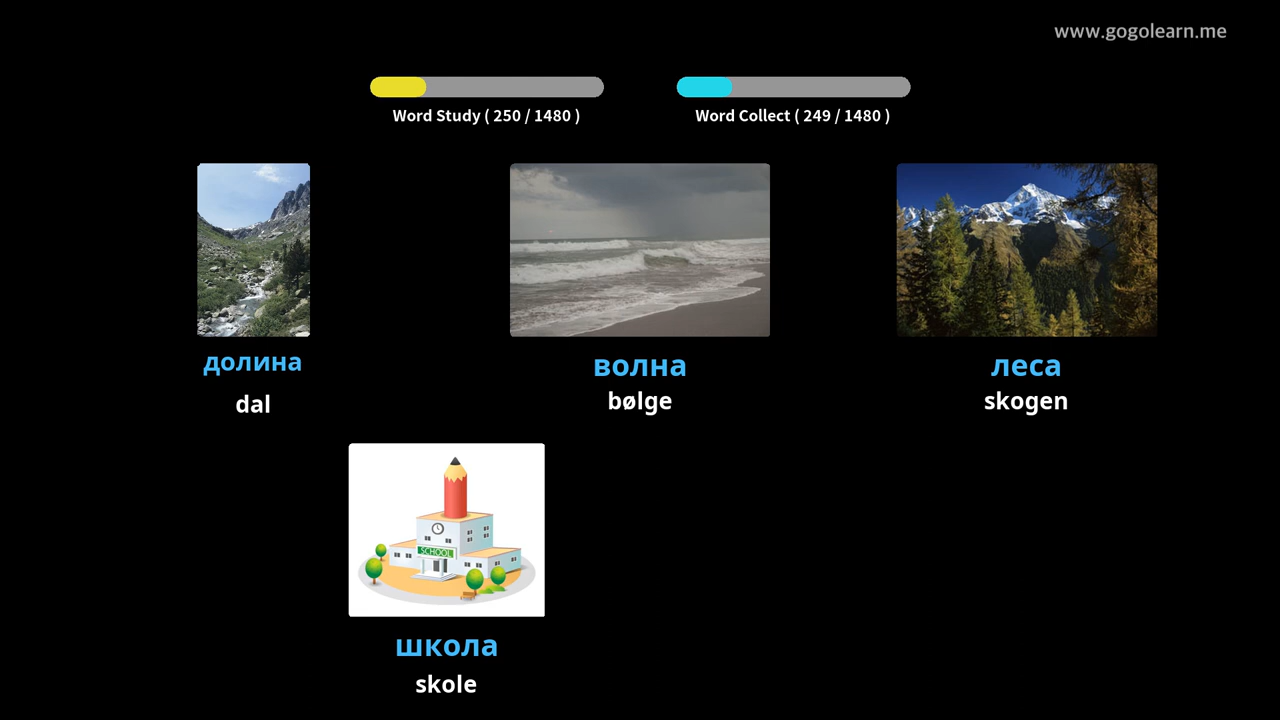 www.gogolearn.me
Word Study ( 250 / 1480 )
Word Collect ( 249 / 1480 )
долина
dal
волна
bølge
леса
skogen
SCHOOL
школа
skole